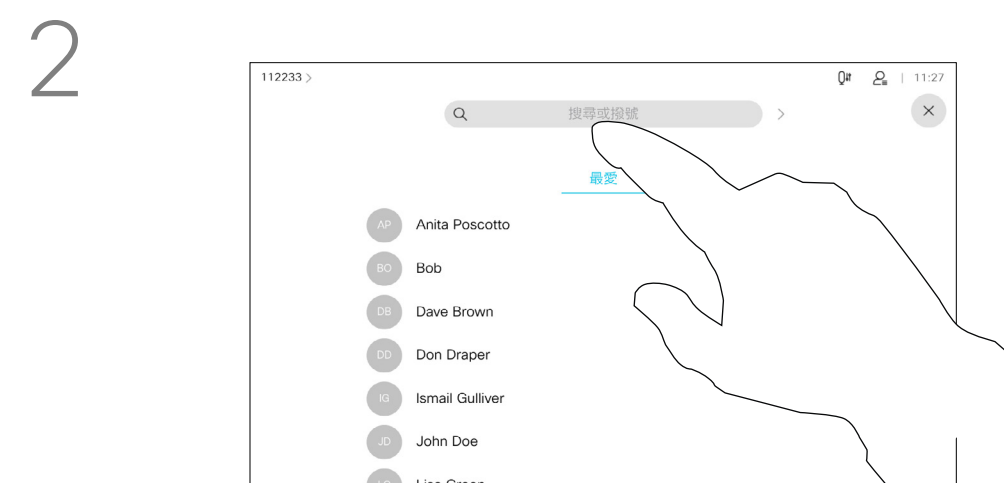 2
112233 >
11:27
搜尋或撥號
最愛
AP Anita Poscotto
BO Bob
DB Dave Brown
DD Don Draper
IG Ismail Gulliver
JD John Doe